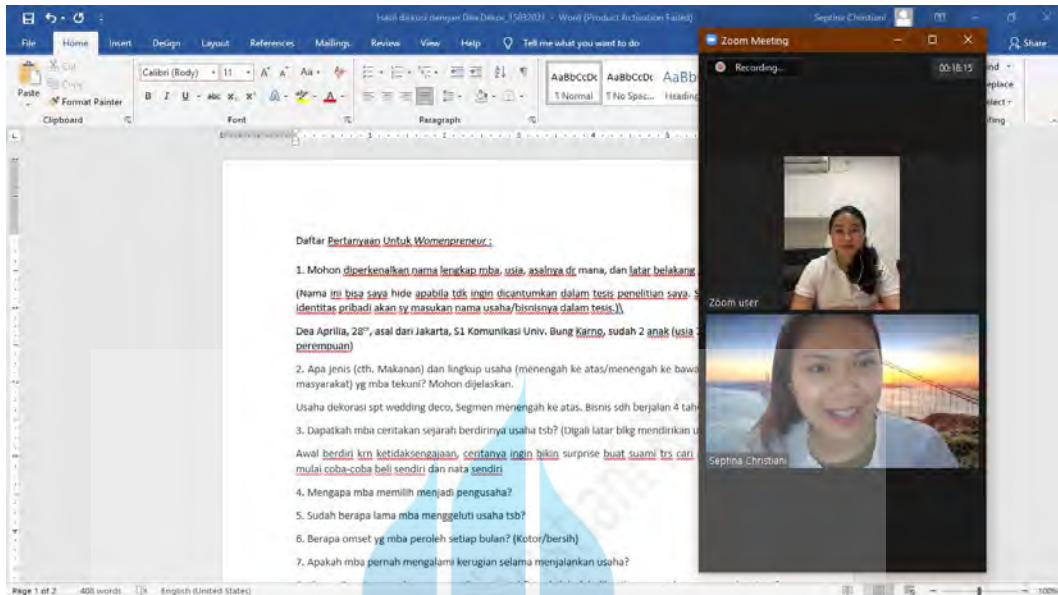 Hasil diskusi dengan Dea Dekor_15032021 - Word (Product Activation Failed)
Septina Christiani
File Home Insert Design Layout References Mailings Review View Help Tell me what you want to do
Share
Cut
Copy
Paste
Format Painter
Calibri (Body) 11
AaBbCcDc AaBbCcDc AaBb
¶ Normal ¶ No Spac... Heading
Clipboard Font Paragraph
Zoom Meeting
Recording... 00:18:15
Zoom user
Septina Christiani
Daftar Pertanyaan Untuk Womenpreneur :
1. Mohon diperkenalkan nama lengkap mba, usia, asalnya dr mana, dan latar belakang
(Nama ini bisa saya hide apabila tdk ingin dicantumkan dalam tesis penelitian saya. S
identitas pribadi akan sy masukan nama usaha/bisnisnya dalam tesis.)\
Dea Aprilia, 28th, asal dari Jakarta, S1 Komunikasi Univ. Bung Karno, sudah 2 anak (usia
perempuan)
2. Apa jenis (cth. Makanan) dan lingkup usaha (menengah ke atas/menengah ke bawa
masyarakat) yg mba tekuni? Mohon dijelaskan.
Usaha dekorasi spt wedding deco, Segmen menengah ke atas. Bisnis sdh berjalan 4 tah
3. Dapatkah mba ceritakan sejarah berdirinya usaha tsb? (Digali latar blkg mendirikan u
Awal berdiri krn ketidaksengajaan, ceritanya ingin bikin surprise buat suami trs cari
mulai coba-coba beli sendiri dan nata sendiri
4. Mengapa mba memilih menjadi pengusaha?
5. Sudah berapa lama mba menggeluti usaha tsb?
6. Berapa omset yg mba peroleh setiap bulan? (Kotor/bersih)
7. Apakah mba pernah mengalami kerugian selama menjalankan usaha?
Page 1 of 2 408 words English (United States) 100%